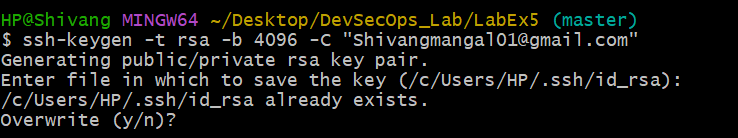 HP@Shivang MINGW64 ~/Desktop/DevSecOps_Lab/LabEx5 (master)
$ ssh-keygen -t rsa -b 4096 -C "Shivangmangal01@gmail.com"
Generating public/private rsa key pair.
Enter file in which to save the key (/c/Users/HP/.ssh/id_rsa):
/c/Users/HP/.ssh/id_rsa already exists.
Overwrite (y/n)?